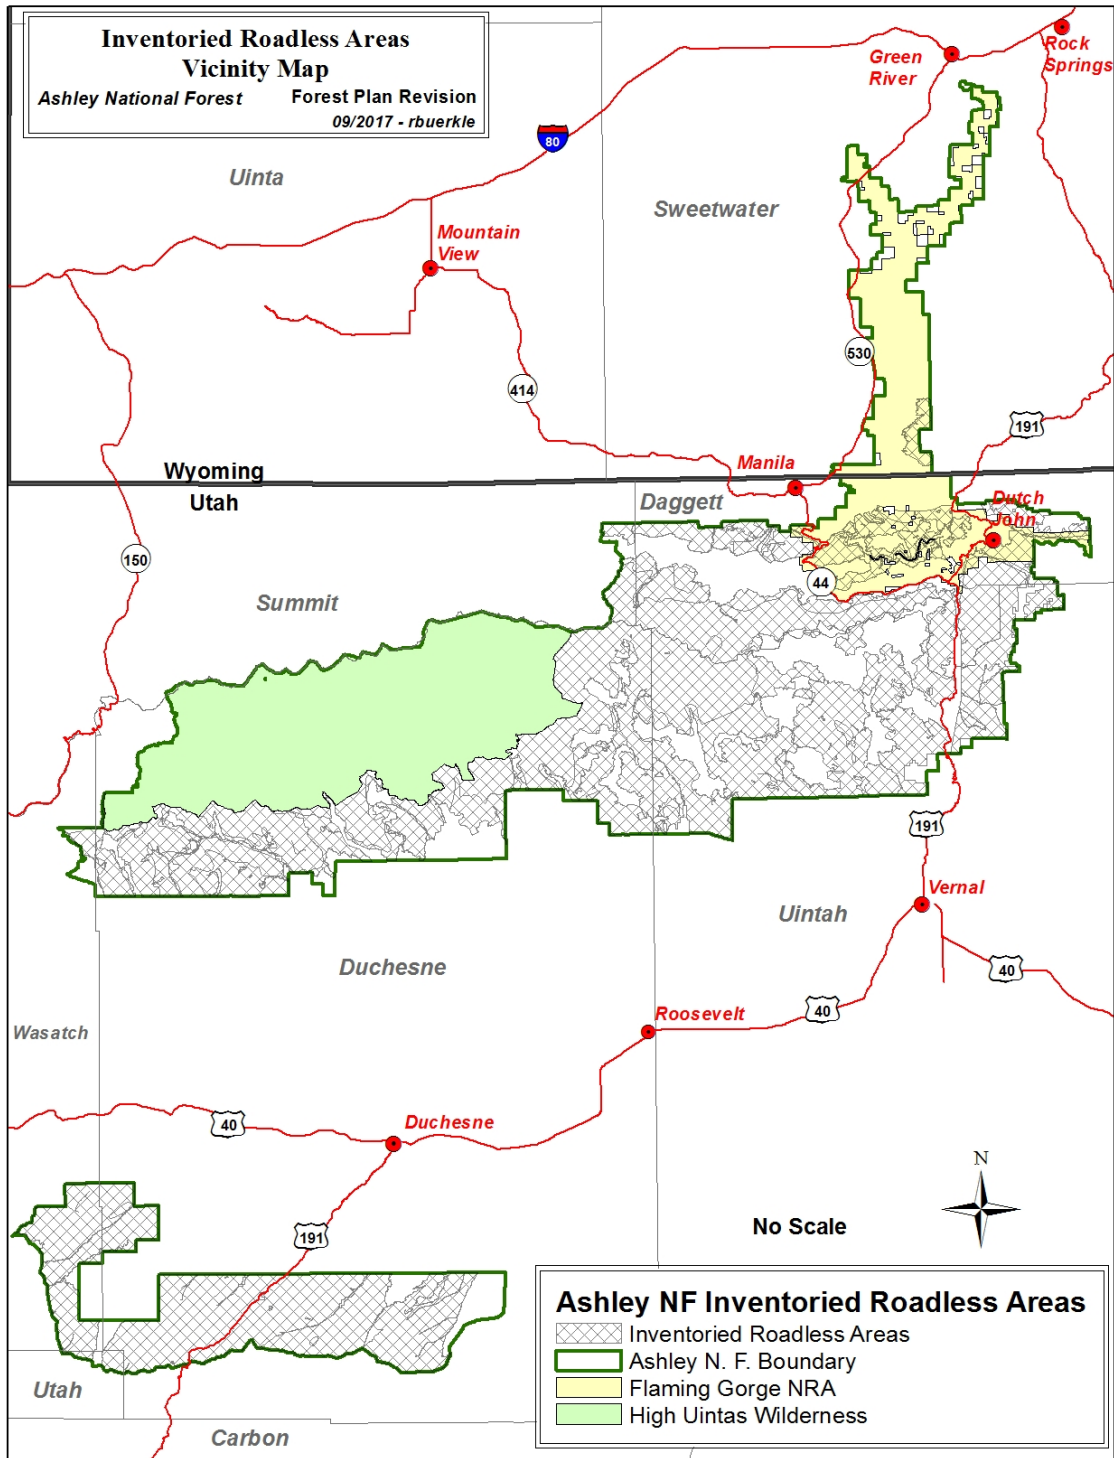 Inventoried Roadless Areas
Vicinity Map
Ashley National Forest Forest Plan Revision
09/2017 - rbuerkle
Green
River
Rock
Springs
80
Uinta
Sweetwater
Mountain
View
530
414
191
Wyoming
Utah
Manila
Daggett
Dutch
John
150
44
Summit
191
Vernal
Uintah
Duchesne
40
40
Roosevelt
Wasatch
40
Duchesne
191
N
No Scale
Utah
Carbon
Ashley NF Inventoried Roadless Areas
Inventoried Roadless Areas
Ashley N. F. Boundary
Flaming Gorge NRA
High Uintas Wilderness